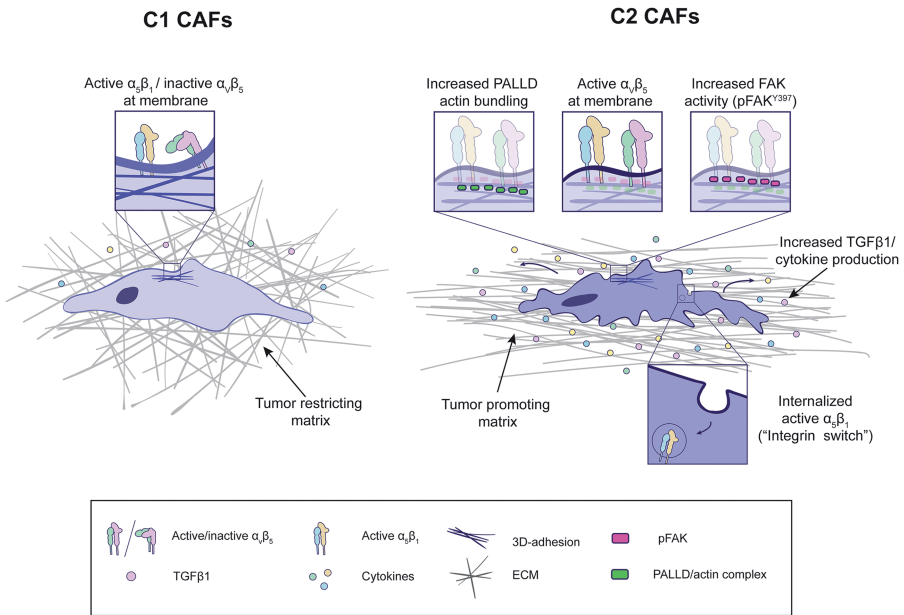 C1 CAFs
C2 CAFs
Active α₅β₁ / inactive αᵥβ₅
at membrane
Increased PALLD
actin bundling
Active αᵥβ₅
at membrane
Increased FAK
activity (pFAKʸ³⁹⁷)
Increased TGFβ1/
cytokine production
Tumor restricting
matrix
Tumor promoting
matrix
Internalized
active α₅β₁
(“Integrin switch”)
Active/inactive αᵥβ₅
Active α₅β₁
3D-adhesion
pFAK
TGFβ1
Cytokines
ECM
PALLD/actin complex